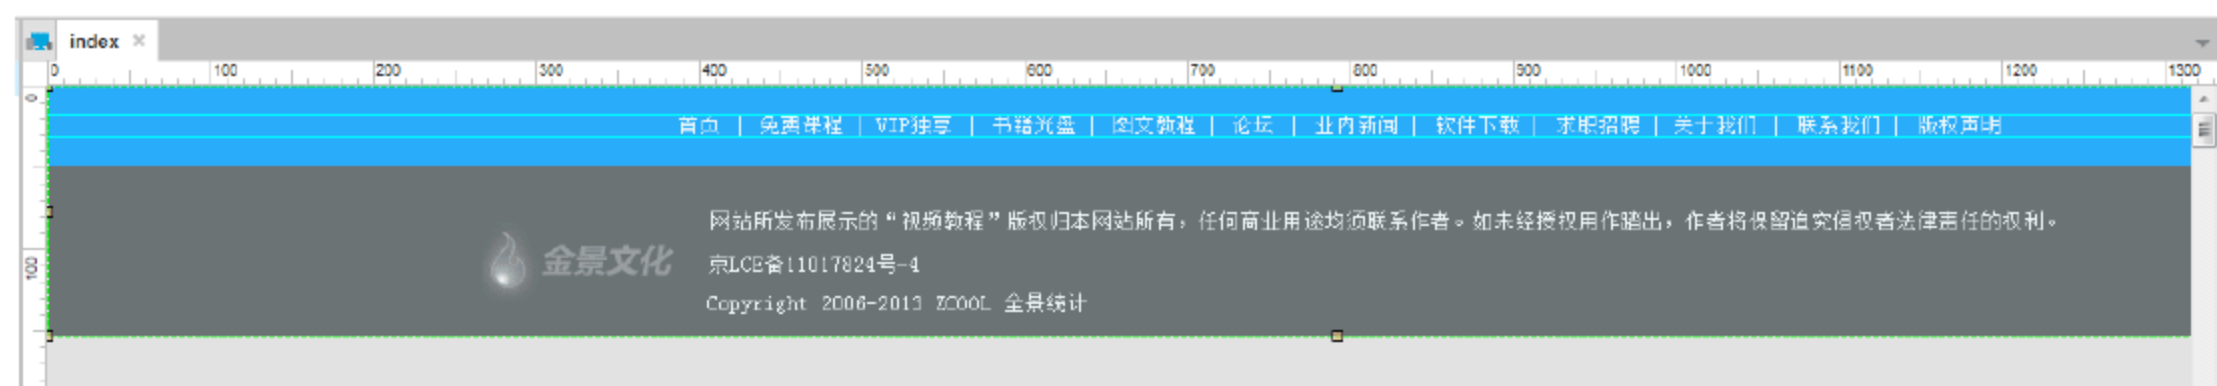 index
0 100 200 300 400 500 600 700 800 900 1000 1100 1200 1300
0
首页 | 免费课程 | VIP独享 | 书籍光盘 | 图文教程 | 论坛 | 业内新闻 | 软件下载 | 求职招聘 | 关于我们 | 联系我们 | 版权声明
网站所发布展示的“视频教程”版权归本网站所有，任何商业用途均须联系作者。如未经授权用作踏出，作者将保留追究侵权者法律责任的权利。
金景文化
100
京LCE备11017824号-4
Copyright 2006-2013 ZCOOL 全景统计